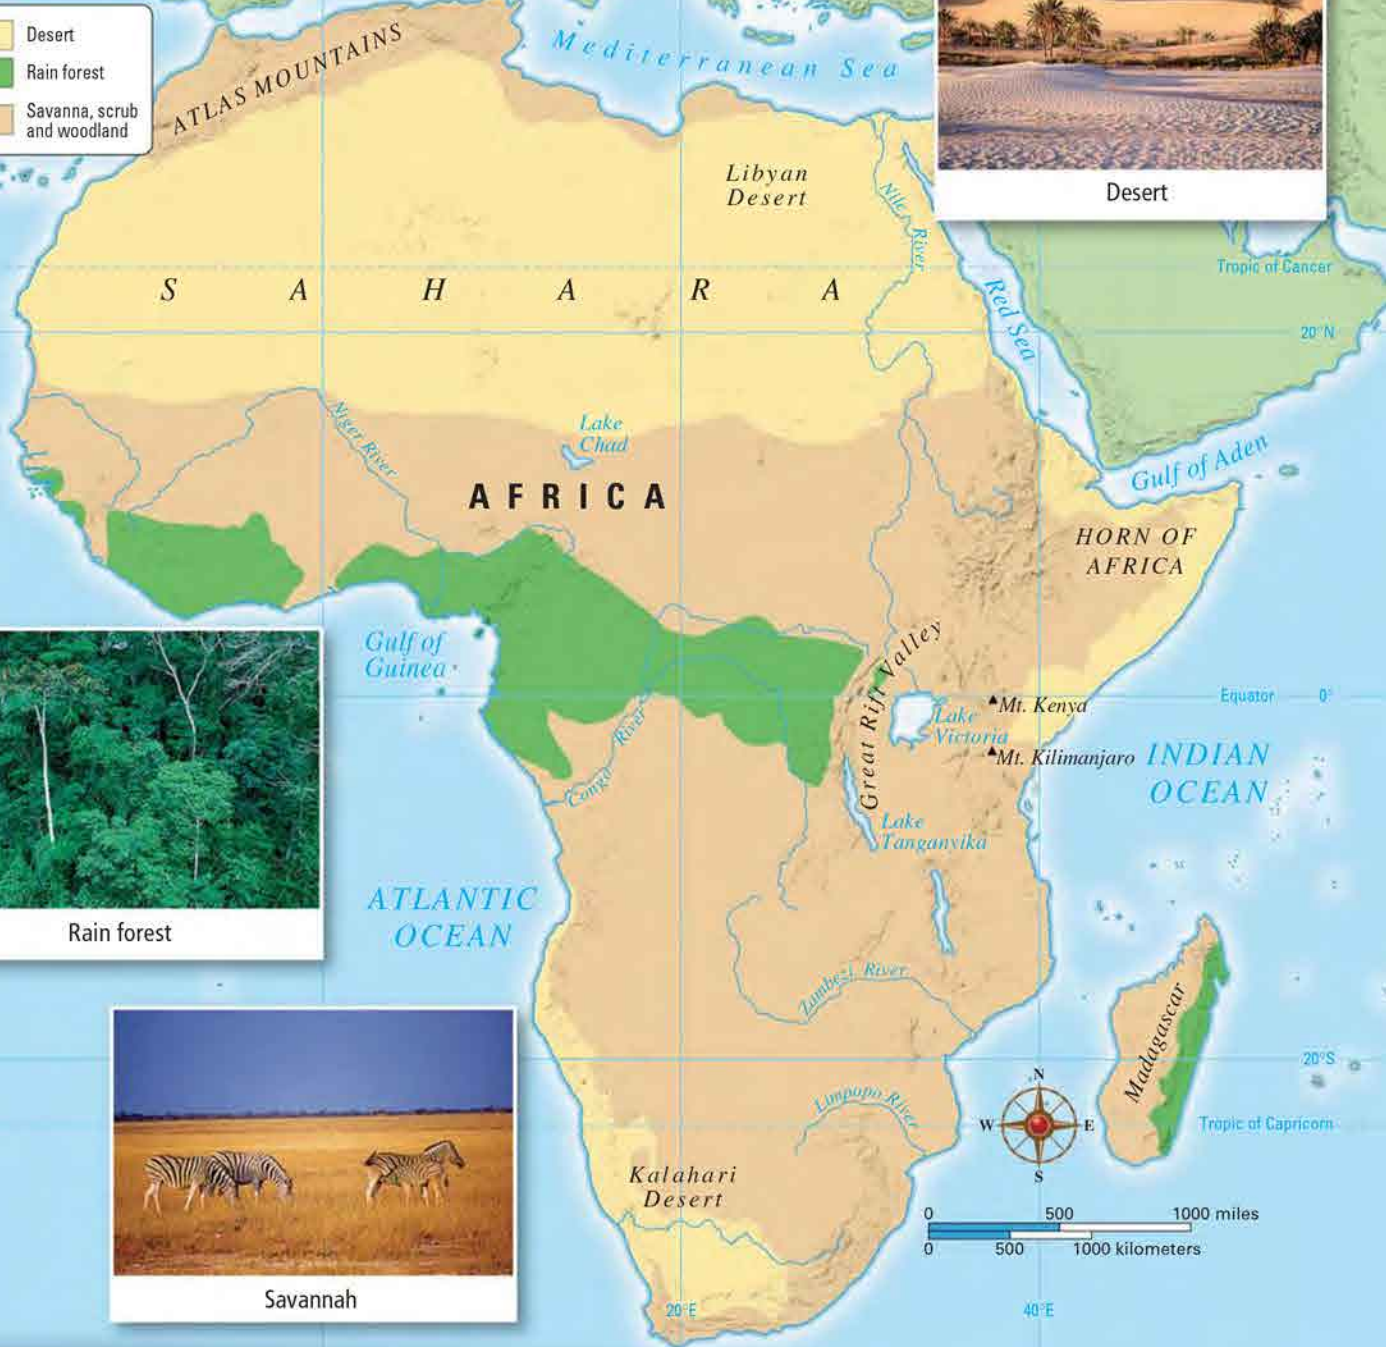 Desert
Rain forest
Savanna, scrub
and woodland
ATLAS MOUNTAINS
Mediterranean Sea
Desert
Libyan
Desert
Nile River
Tropic of Cancer
S A H A R A
Red Sea
20°N
Niger River
Lake
Chad
AFRICA
Gulf of Aden
HORN OF
AFRICA
Gulf of
Guinea
Great Rift Valley
Equator 0°
Mt. Kenya
Lake
Victoria
Mt. Kilimanjaro
INDIAN
OCEAN
Congo River
Lake
Tanganyika
ATLANTIC
OCEAN
Rain forest
Zambezi River
Madagascar
20°S
N
W E
S
Limpopo River
Tropic of Capricorn
Kalahari
Desert
0 500 1000 miles
0 500 1000 kilometers
Savannah
20°E
40°E